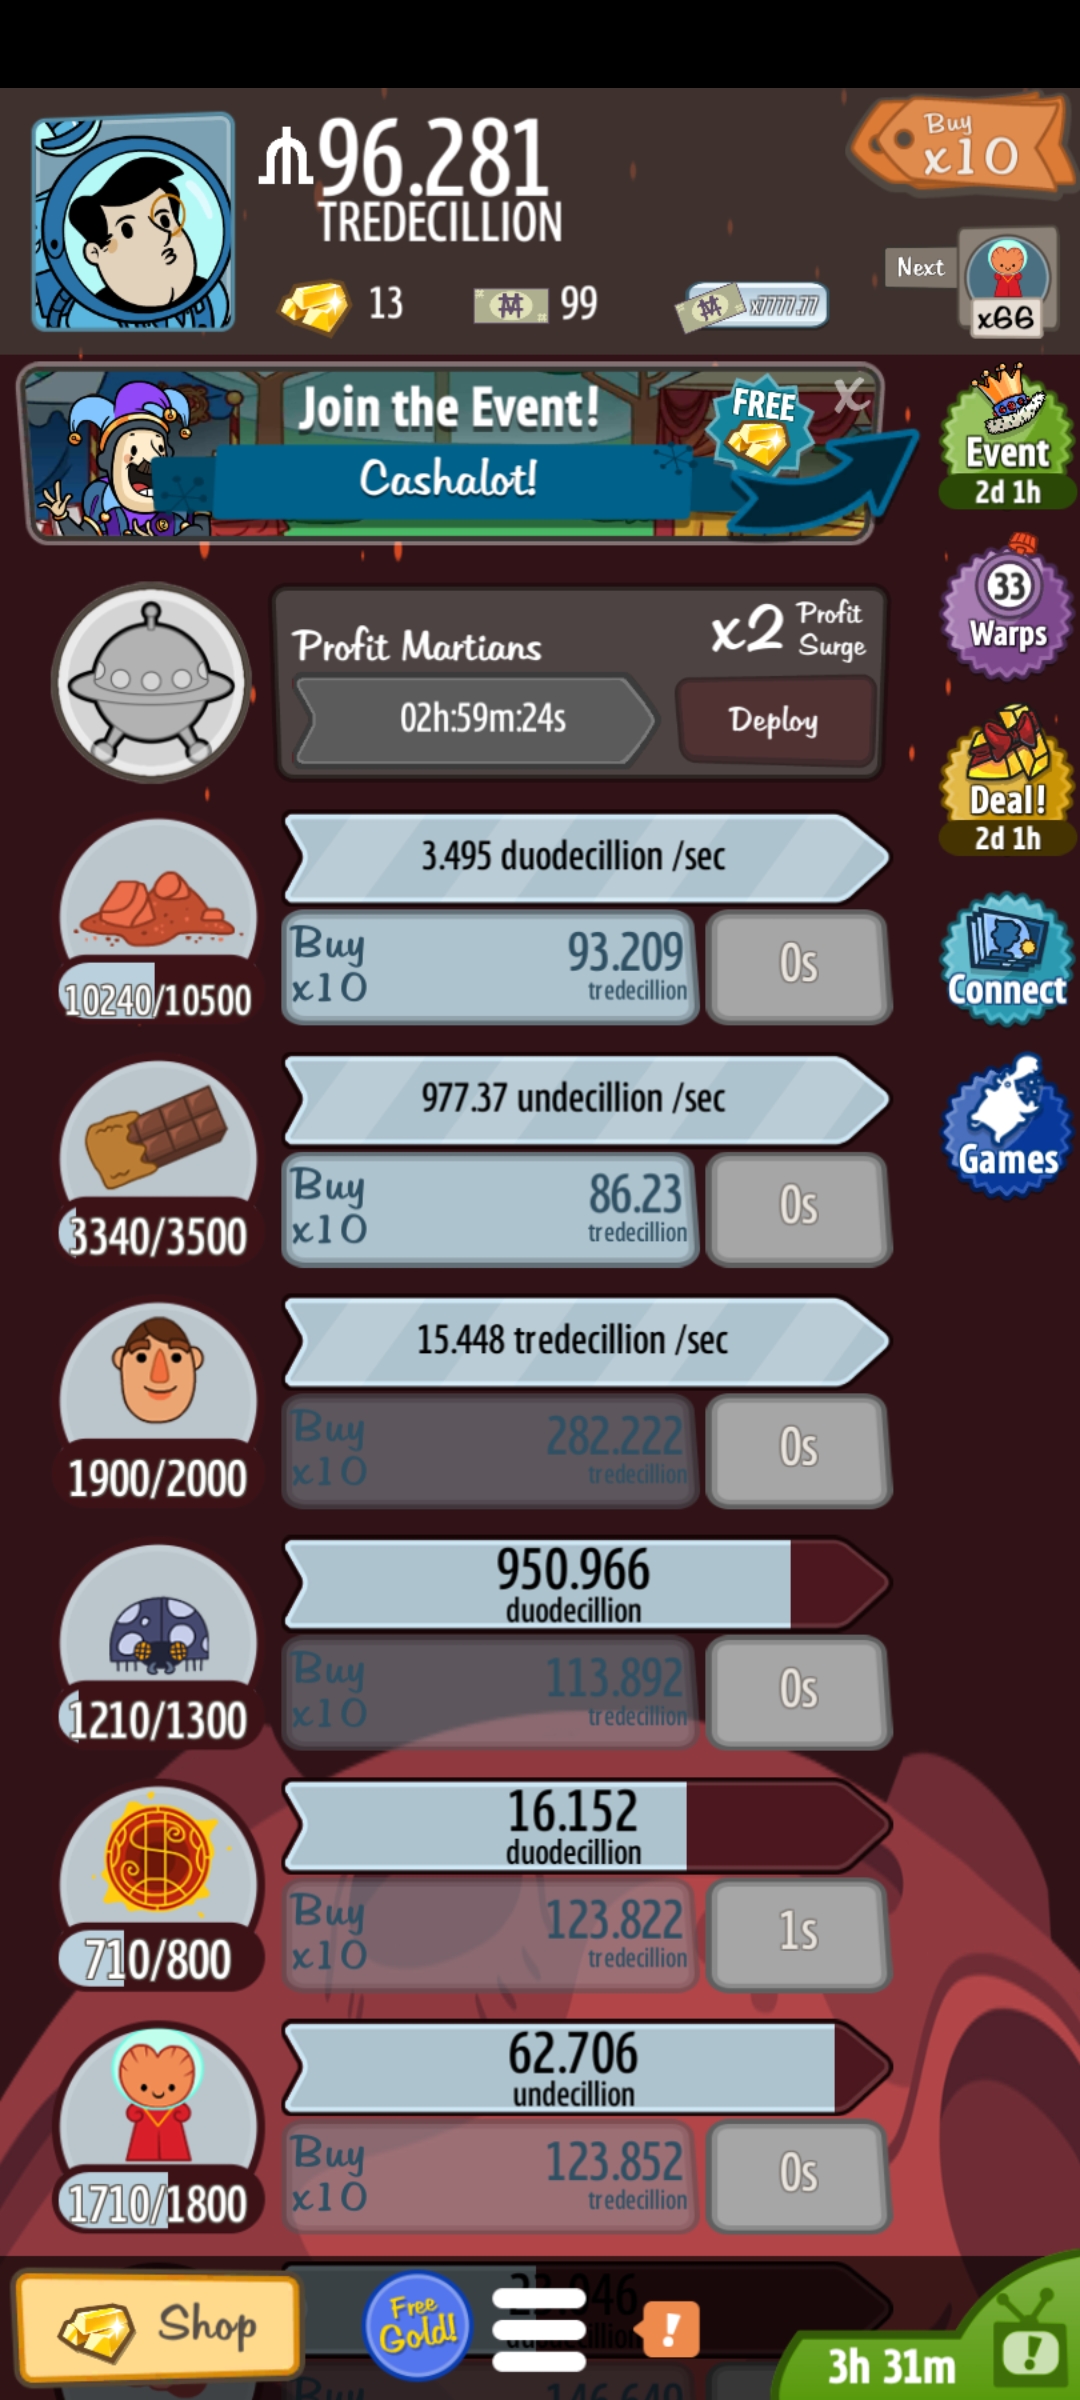 96.281
TREDECILLION
Buy
x10
13
99
x7777.77
Next
x66
Join the Event!
FREE
X
Cashalot!
Event
2d 1h
33
Warps
Profit Martians
x2 Profit
Surge
02h:59m:24s
Deploy
Deal!
2d 1h
3.495 duodecillion /sec
Buy
x10
93.209
tredecillion
0s
10240/10500
Connect
977.37 undecillion /sec
Buy
x10
86.23
tredecillion
0s
3340/3500
Games
15.448 tredecillion /sec
Buy
x10
282.222
tredecillion
0s
1900/2000
950.966
duodecillion
Buy
x10
113.892
tredecillion
0s
1210/1300
16.152
duodecillion
Buy
x10
123.822
tredecillion
1s
710/800
62.706
undecillion
Buy
x10
123.852
tredecillion
0s
1710/1800
Shop
Free
Gold!
!
3h 31m
!
Buy
146.640